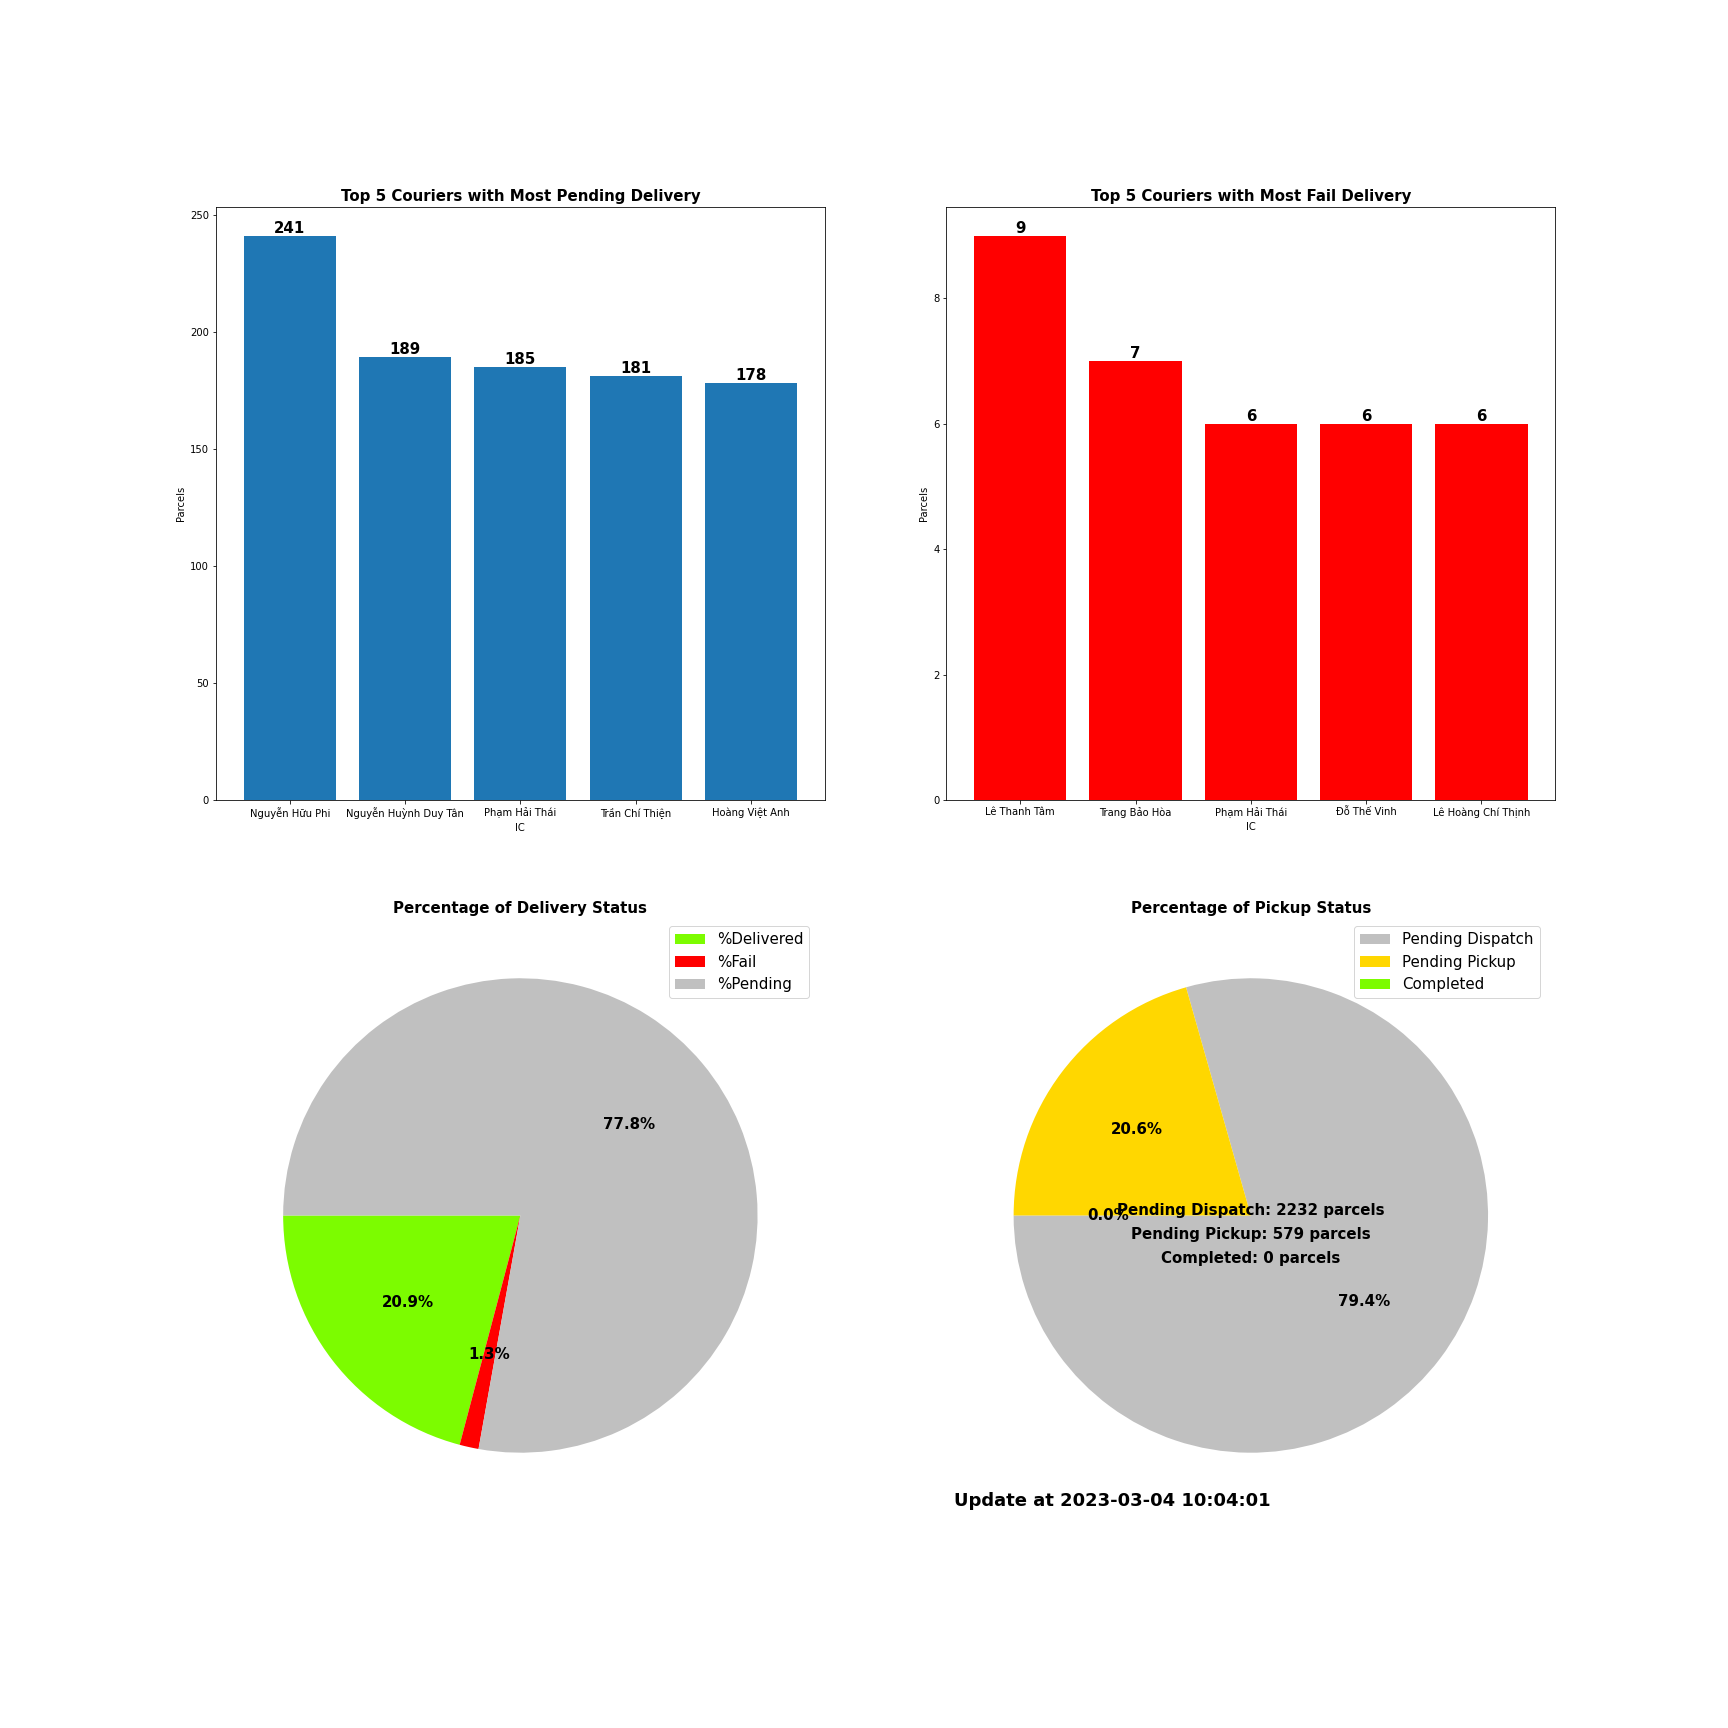 Top 5 Couriers with Most Pending Delivery
250
200
150
100
50
0
Parcels
241
189
185
181
178
Nguyễn Hữu Phi
Nguyễn Huỳnh Duy Tân
Phạm Hải Thái
Trần Chí Thiện
Hoàng Việt Anh
IC
Top 5 Couriers with Most Fail Delivery
8
6
4
2
0
Parcels
9
7
6
6
6
Lê Thanh Tâm
Trang Bảo Hòa
Phạm Hải Thái
Đỗ Thế Vinh
Lê Hoàng Chí Thịnh
IC
Percentage of Delivery Status
%Delivered
%Fail
%Pending
77.8%
20.9%
1.3%
Percentage of Pickup Status
Pending Dispatch
Pending Pickup
Completed
20.6%
0.0%
Pending Dispatch: 2232 parcels
Pending Pickup: 579 parcels
Completed: 0 parcels
79.4%
Update at 2023-03-04 10:04:01